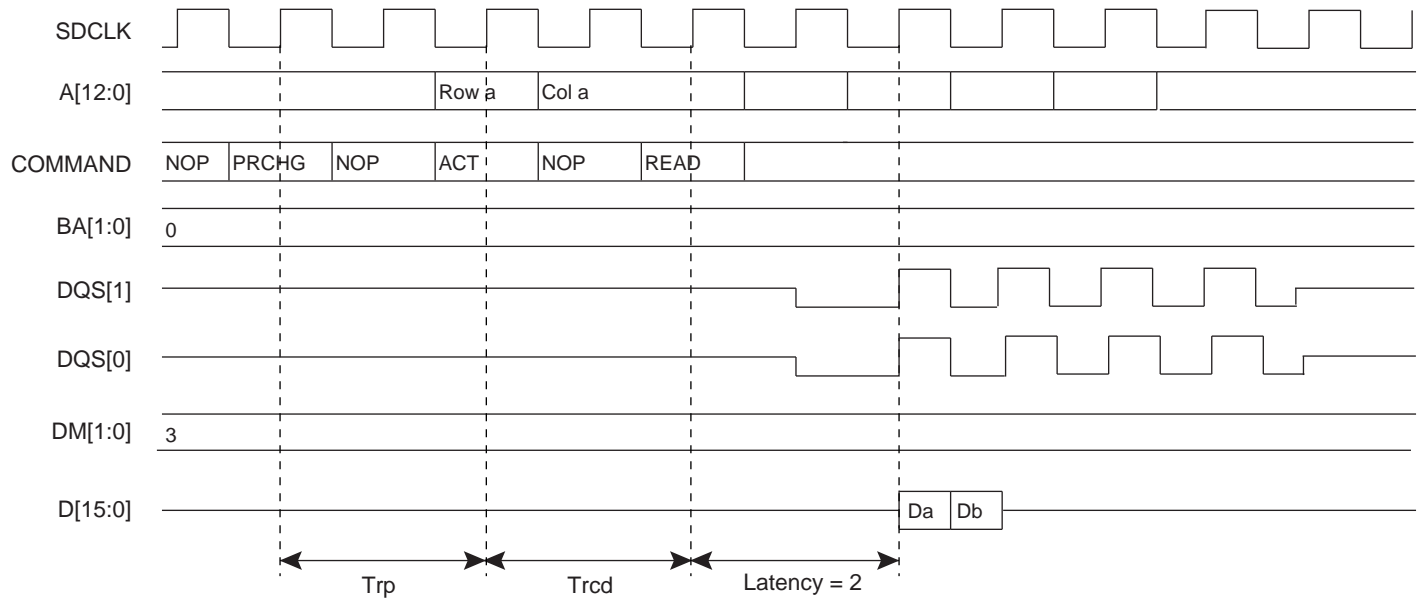 SDCLK
A[12:0] Row a Col a
COMMAND NOP PRCHG NOP ACT NOP READ
BA[1:0] 0
DQS[1]
DQS[0]
DM[1:0] 3
D[15:0] Da Db
Trp Trcd Latency = 2